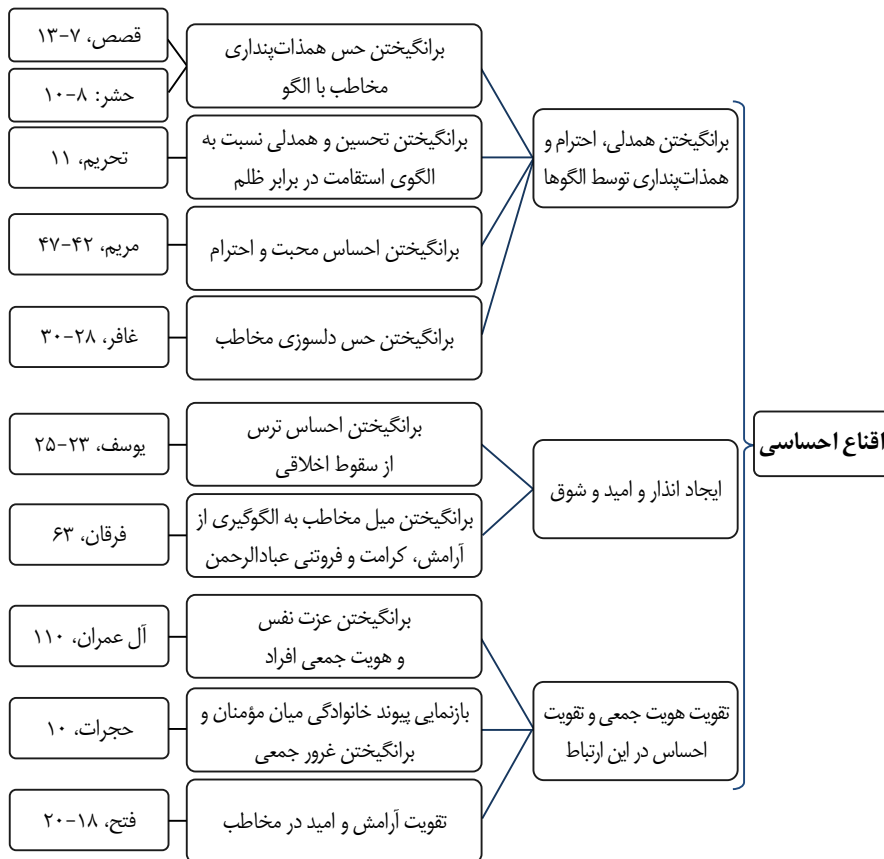 اقناع احساسی
برانگیختن همدلی، احترام و
همذات‌پنداری توسط الگوها
برانگیختن حس همذات‌پنداری
مخاطب با الگو
قصص، ۷-۱۳
حشر: ۸-۱۰
برانگیختن تحسین و همدلی نسبت به
الگوی استقامت در برابر ظلم
تحریم، ۱۱
برانگیختن احساس محبت و احترام
مریم، ۴۲-۴۷
برانگیختن حس دلسوزی مخاطب
غافر، ۲۸-۳۰
ایجاد انذار و امید و شوق
برانگیختن احساس ترس
از سقوط اخلاقی
یوسف، ۲۳-۲۵
برانگیختن میل مخاطب به الگوگیری از
آرامش، کرامت و فروتنی عبادالرحمن
فرقان، ۶۳
تقویت هویت جمعی و تقویت
احساس در این ارتباط
برانگیختن عزت نفس
و هویت جمعی افراد
آل عمران، ۱۱۰
بازنمایی پیوند خانوادگی میان مؤمنان و
برانگیختن غرور جمعی
حجرات، ۱۰
تقویت آرامش و امید در مخاطب
فتح، ۱۸-۲۰